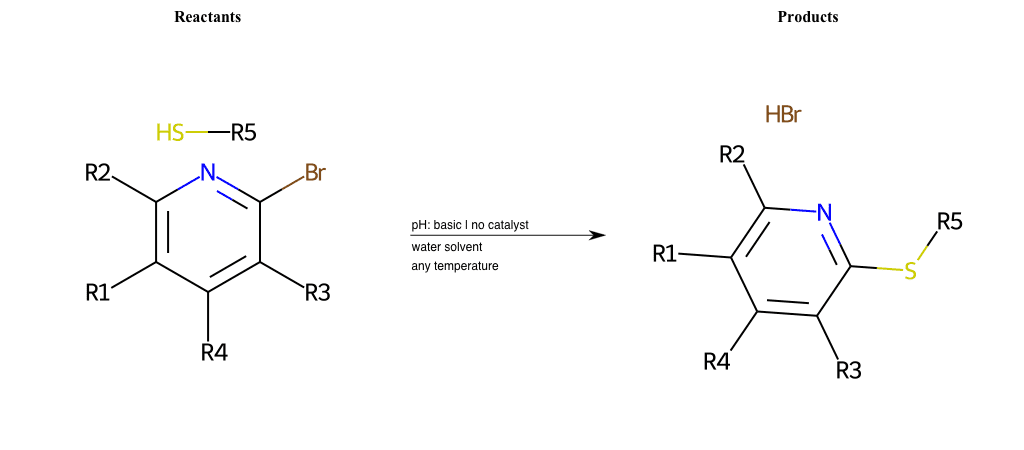 Reactants
Products
HBr
HS R5
R2
R2 N Br
N
R5
R1
S
R1 R3
R4
R4
R3
pH: basic | no catalyst
water solvent
any temperature